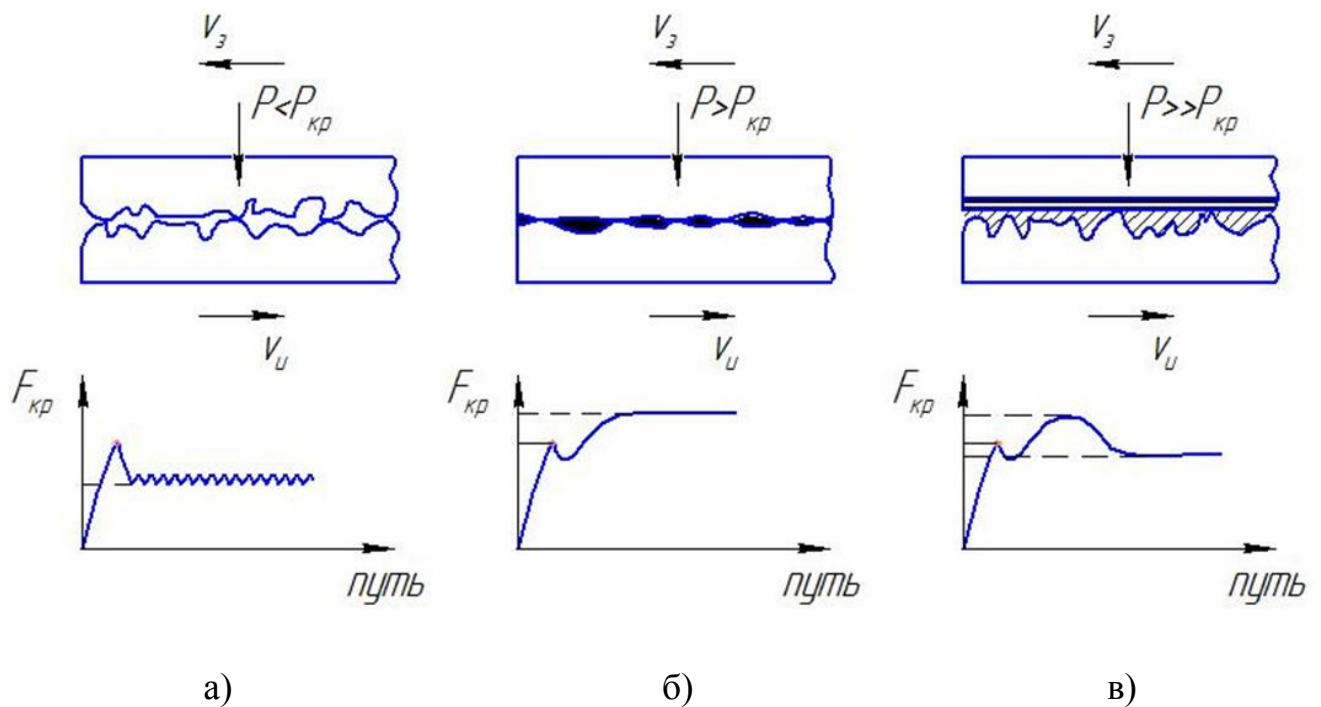 Vз
Vз
Vз
P<Pкр
P>Pкр
P>>Pкр
Vи
Vи
Vи
Fкр
Fкр
Fкр
путь
путь
путь
а)
б)
в)